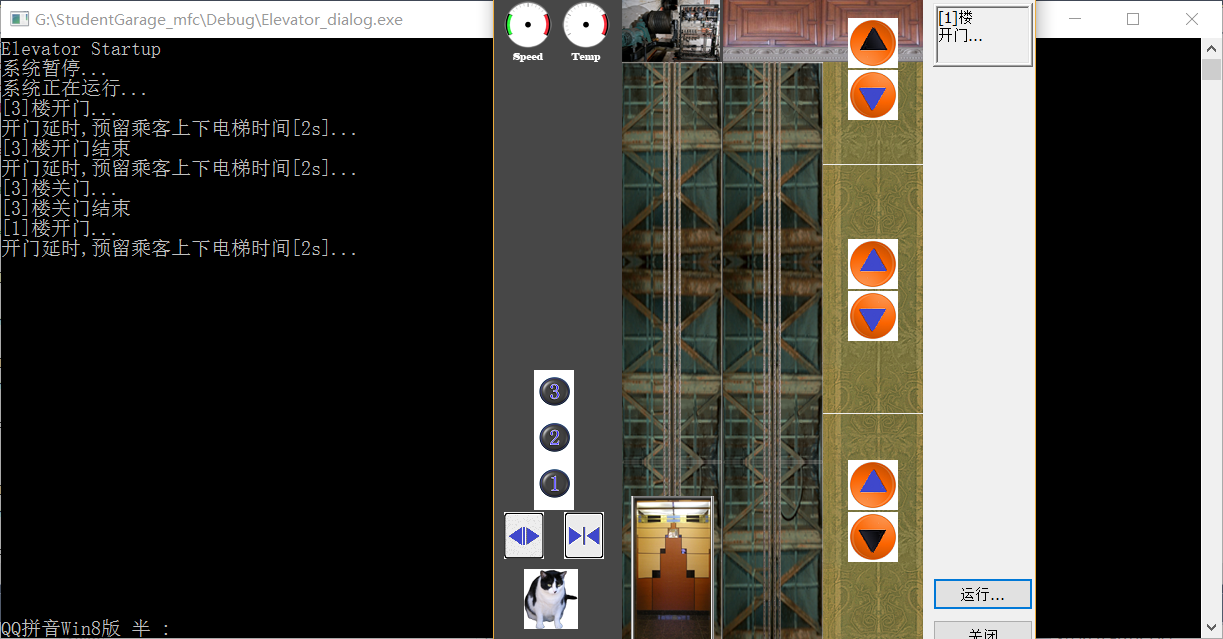 G:\StudentGarage_mfc\Debug\Elevator_dialog.exe
Elevator Startup
系统暂停...
系统正在运行...
[3]楼开门...
开门延时,预留乘客上下电梯时间[2s]...
[3]楼开门结束
开门延时,预留乘客上下电梯时间[2s]...
[3]楼关门...
[3]楼关门结束
[1]楼开门...
开门延时,预留乘客上下电梯时间[2s]...
QQ拼音Win8版 半 :
Speed
Temp
3
2
1
[1]楼
开门...
运行...
关闭